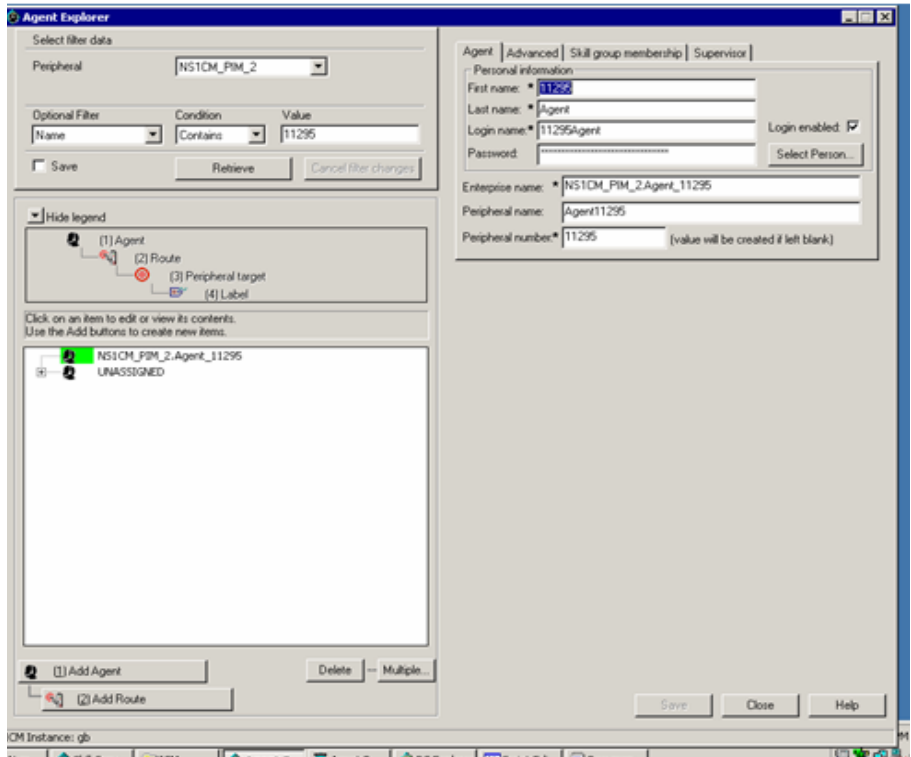 Agent Explorer
Select filter data
Peripheral NS1CM_PIM_2
Optional Filter Condition Value
Name Contains 11295
Save Retrieve Cancel filter changes
Hide legend
(1) Agent
(2) Route
(3) Peripheral target
(4) Label
Click on an item to edit or view its contents.
Use the Add buttons to create new items.
NS1CM_PIM_2.Agent_11295
UNASSIGNED
(1) Add Agent Delete -- Multiple...
(2) Add Route
Agent Advanced Skill group membership Supervisor
Personal information
First name: * 11295
Last name: * Agent
Login name:* 11295Agent Login enabled:
Password: Select Person...
Enterprise name: * NS1CM_PIM_2.Agent_11295
Peripheral name: Agent11295
Peripheral number:* 11295 (value will be created if left blank)
Save Close Help
ICM Instance: gb